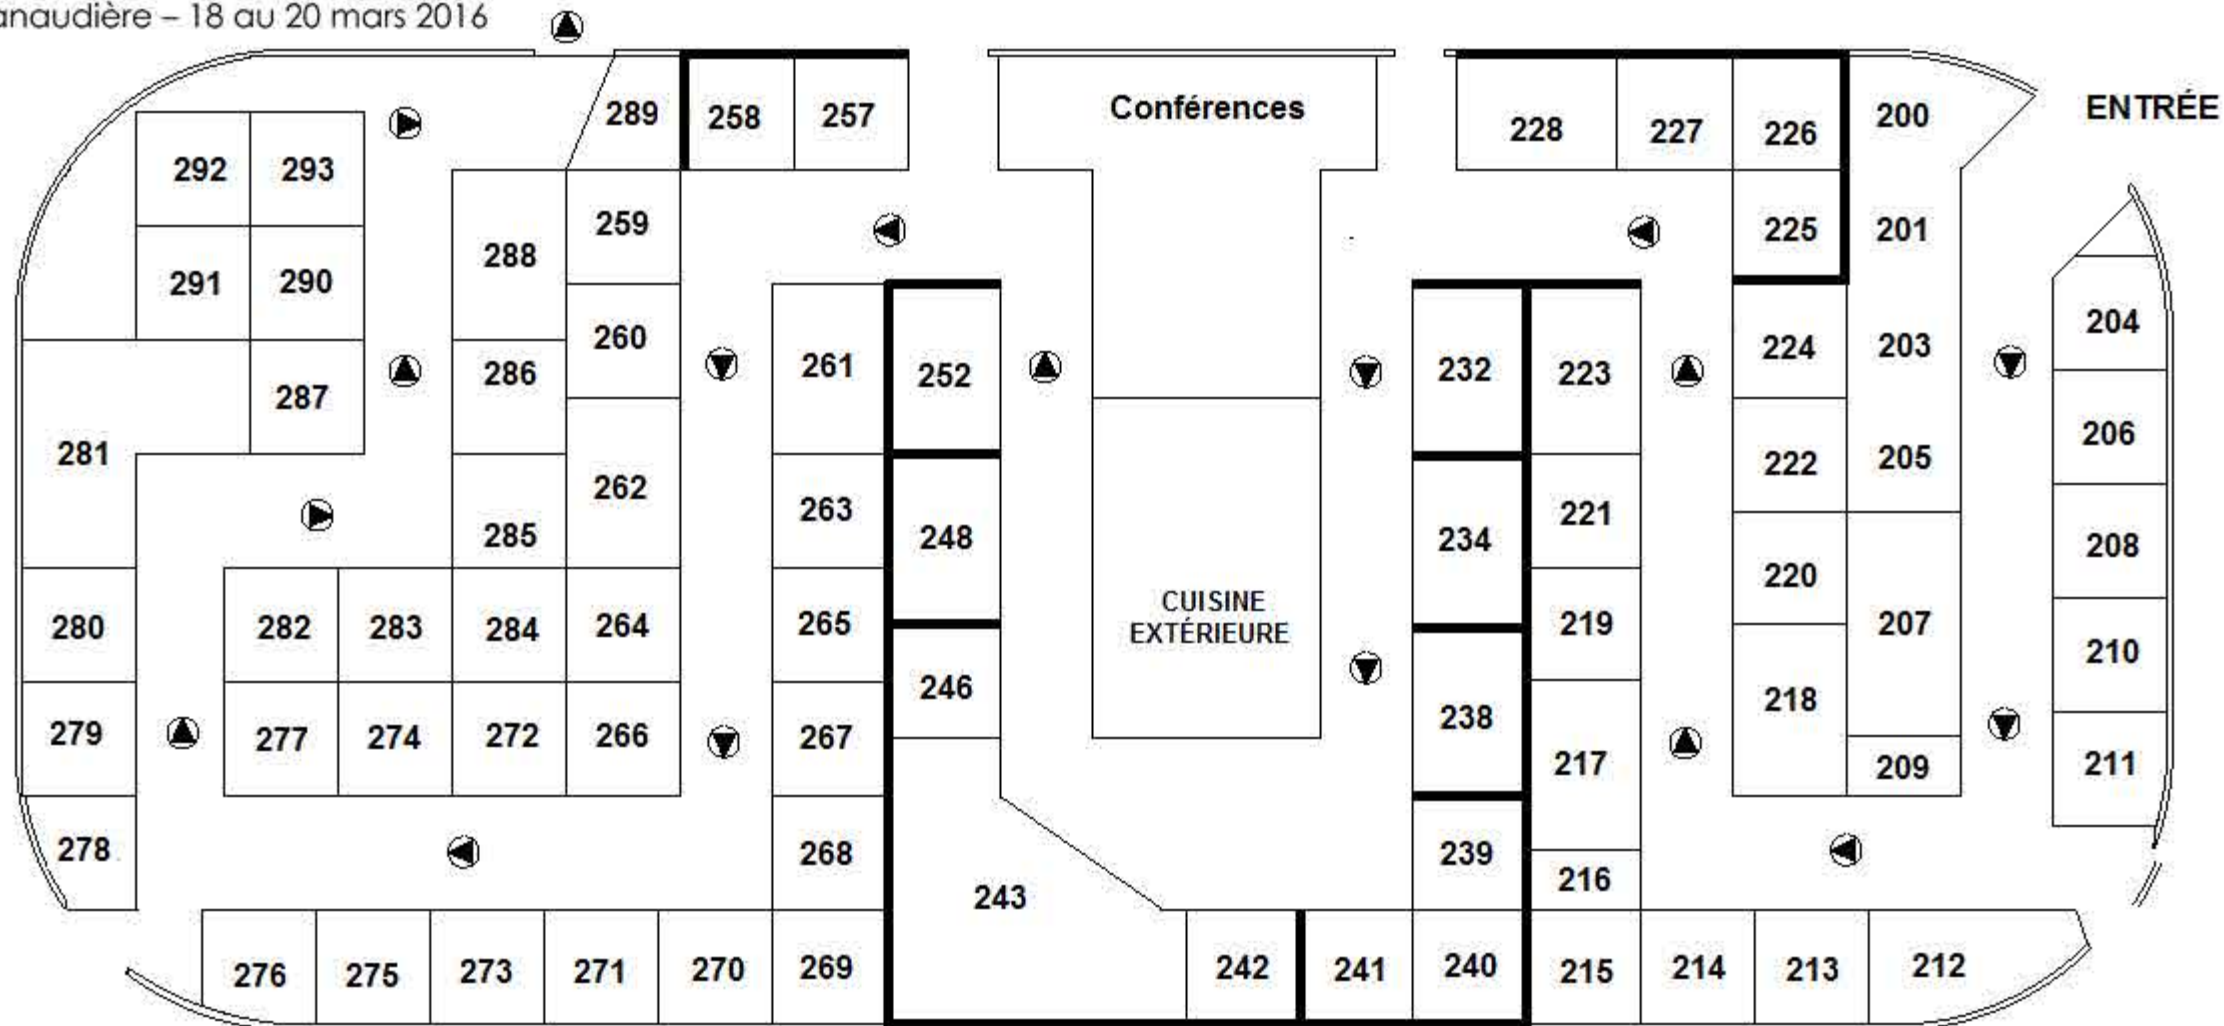 anaudière – 18 au 20 mars 2016
289 258 257 Conférences 228 227 226 200 ENTRÉE
292 293
288 259 225 201
291 290
286 260 261 252 232 223 224 203 204
287
281 262 263 248 234 221 222 205 206
285
280 282 283 284 264 265 CUISINE
EXTÉRIEURE 219 220 207 208
279 277 274 272 266 267 246 238 217 218 209 210
278 268 243 239 216 211
276 275 273 271 270 269 242 241 240 215 214 213 212